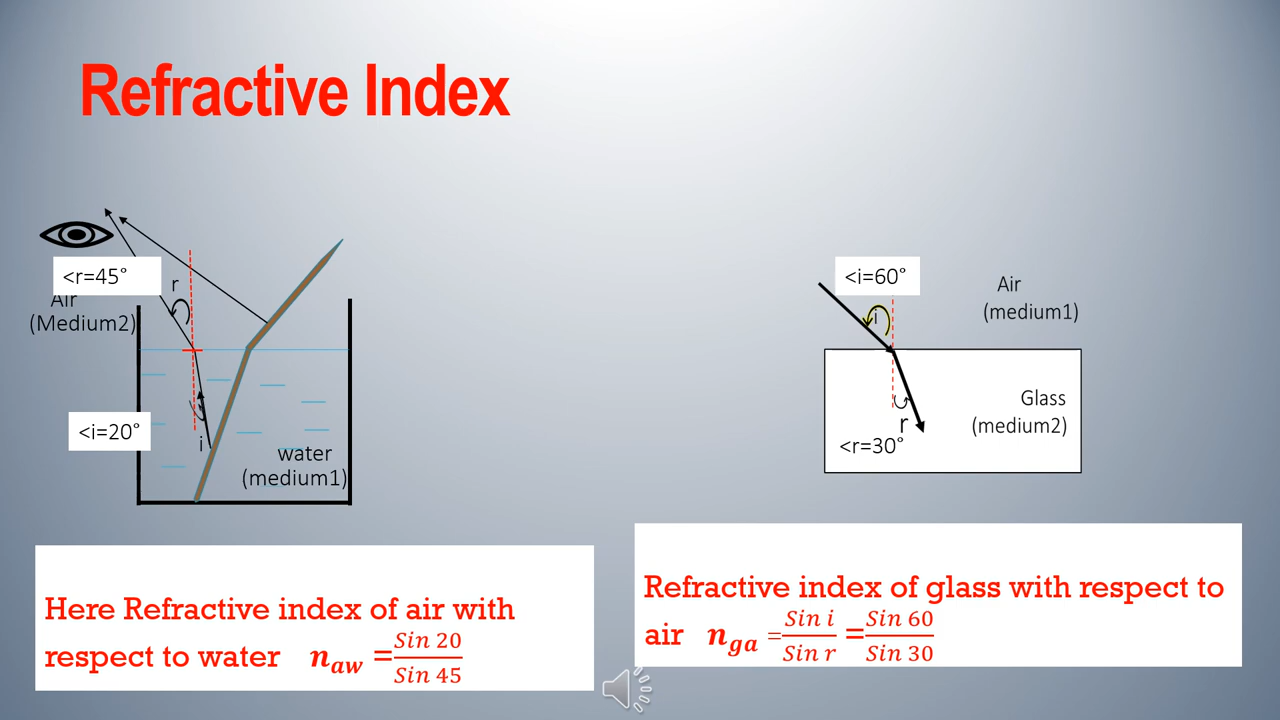 Refractive Index
<r=45°
r
Air
(Medium2)
<i=20°
i
water
(medium1)
<i=60°
i
Air
(medium1)
Glass
(medium2)
r
<r=30°
Here Refractive index of air with
respect to water n_aw = Sin 20 / Sin 45
Refractive index of glass with respect to
air n_ga = Sin i / Sin r = Sin 60 / Sin 30